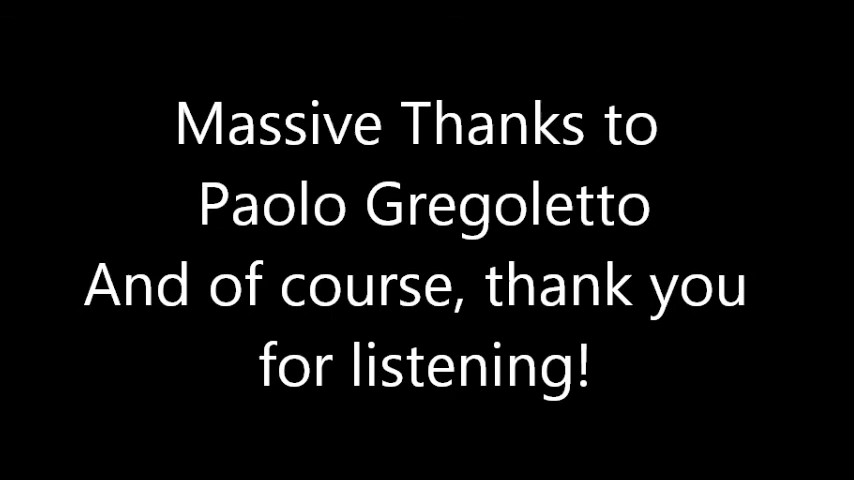 Massive Thanks to
Paolo Gregoletto
And of course, thank you
for listening!